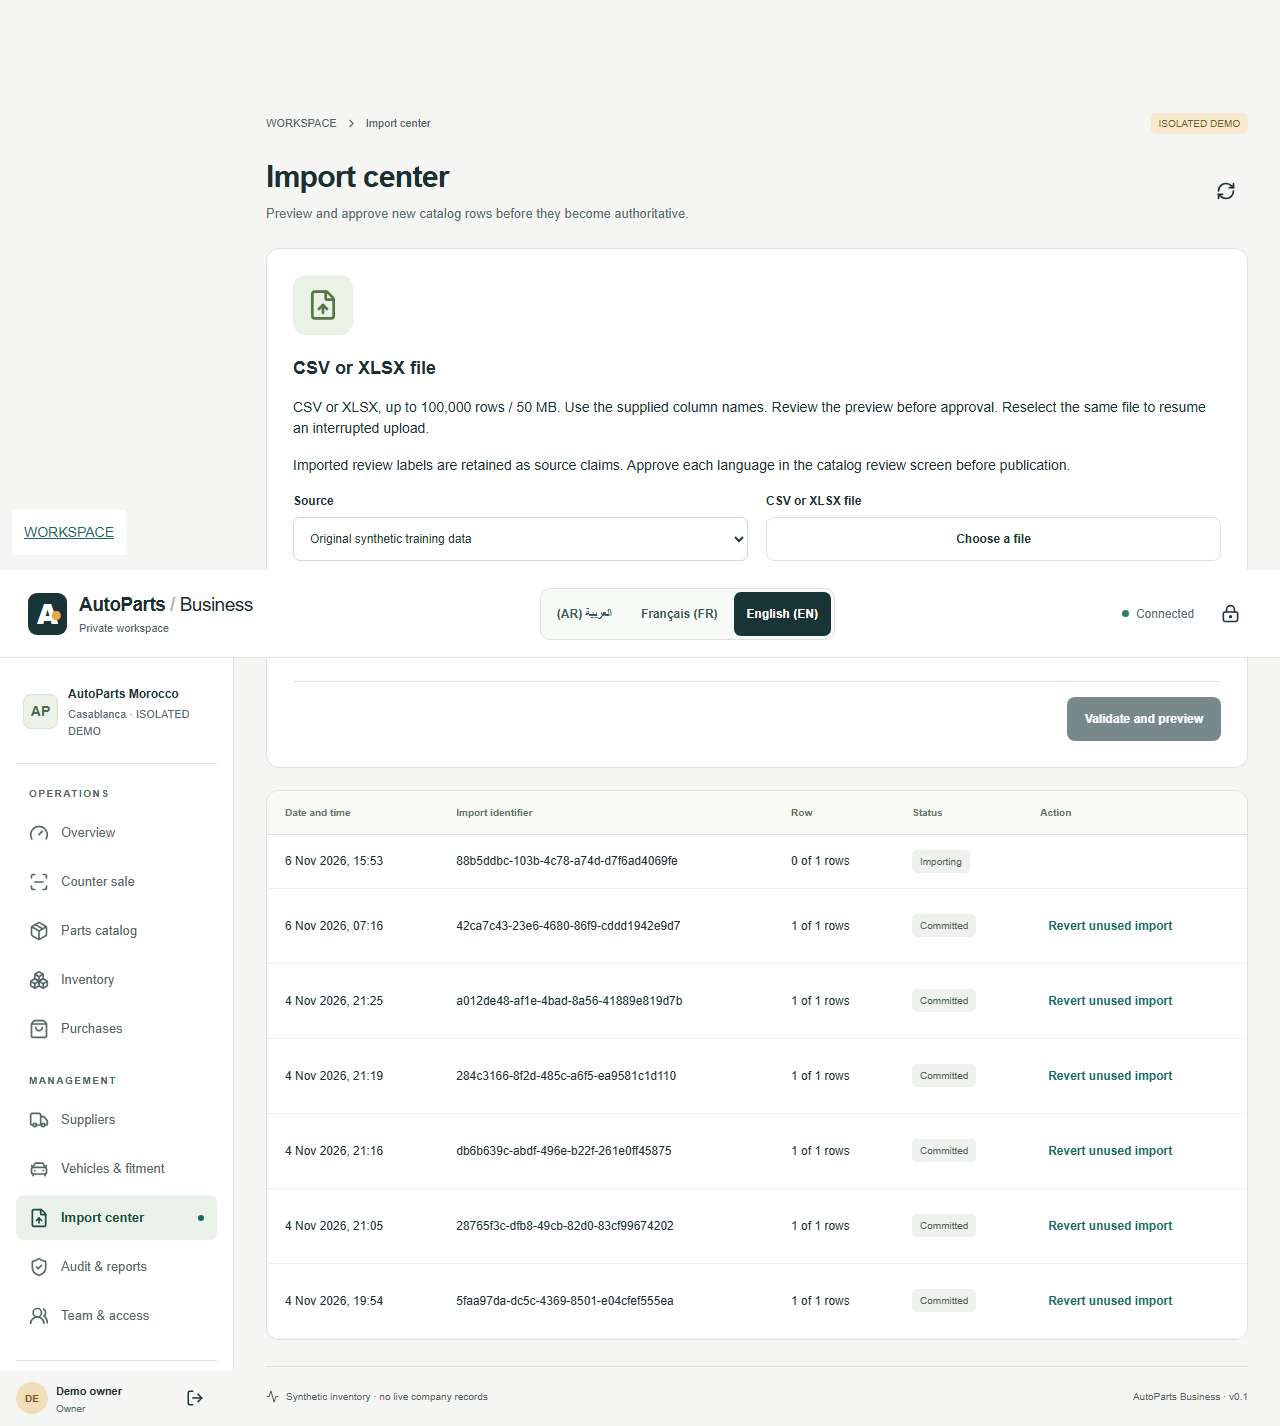 WORKSPACE > Import center
ISOLATED DEMO
Import center
Preview and approve new catalog rows before they become authoritative.
CSV or XLSX file
CSV or XLSX, up to 100,000 rows / 50 MB. Use the supplied column names. Review the preview before approval. Reselect the same file to resume
an interrupted upload.
Imported review labels are retained as source claims. Approve each language in the catalog review screen before publication.
Source
CSV or XLSX file
Original synthetic training data
Choose a file
WORKSPACE
AutoParts / Business
Private workspace
العربية (AR)
Français (FR)
English (EN)
Connected
AP
AutoParts Morocco
Casablanca · ISOLATED
DEMO
OPERATIONS
Overview
Counter sale
Parts catalog
Inventory
Purchases
MANAGEMENT
Suppliers
Vehicles & fitment
Import center
Audit & reports
Team & access
DE
Demo owner
Owner
Validate and preview
Date and time Import identifier Row Status Action
6 Nov 2026, 15:53 88b5ddbc-103b-4c78-a74d-d7f6ad4069fe 0 of 1 rows Importing
6 Nov 2026, 07:16 42ca7c43-23e6-4680-86f9-cddd1942e9d7 1 of 1 rows Committed Revert unused import
4 Nov 2026, 21:25 a012de48-af1e-4bad-8a56-41889e819d7b 1 of 1 rows Committed Revert unused import
4 Nov 2026, 21:19 284c3166-8f2d-485c-a6f5-ea9581c1d110 1 of 1 rows Committed Revert unused import
4 Nov 2026, 21:16 db6b639c-abdf-496e-b22f-261e0ff45875 1 of 1 rows Committed Revert unused import
4 Nov 2026, 21:05 28765f3c-dfb8-49cb-82d0-83cf99674202 1 of 1 rows Committed Revert unused import
4 Nov 2026, 19:54 5faa97da-dc5c-4369-8501-e04cfef555ea 1 of 1 rows Committed Revert unused import
Synthetic inventory · no live company records
AutoParts Business · v0.1